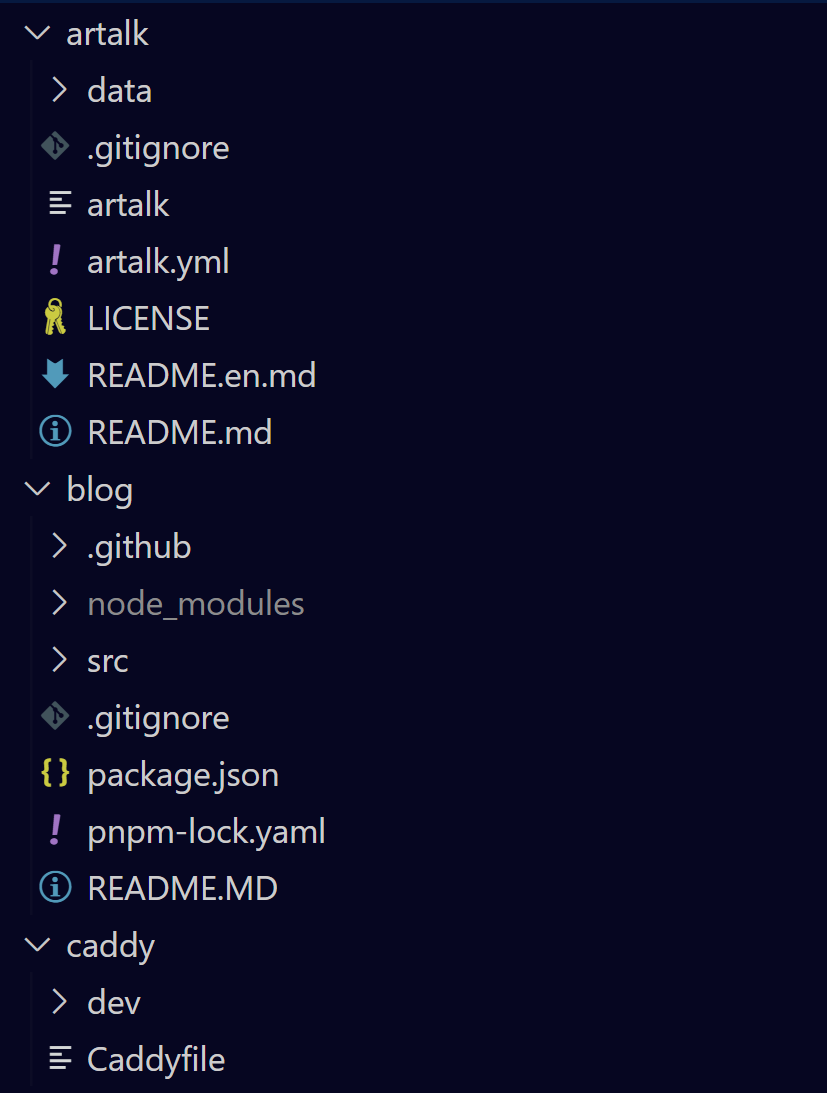 artalk
data
.gitignore
artalk
artalk.yml
LICENSE
README.en.md
README.md
blog
.github
node_modules
src
.gitignore
package.json
pnpm-lock.yaml
README.MD
caddy
dev
Caddyfile